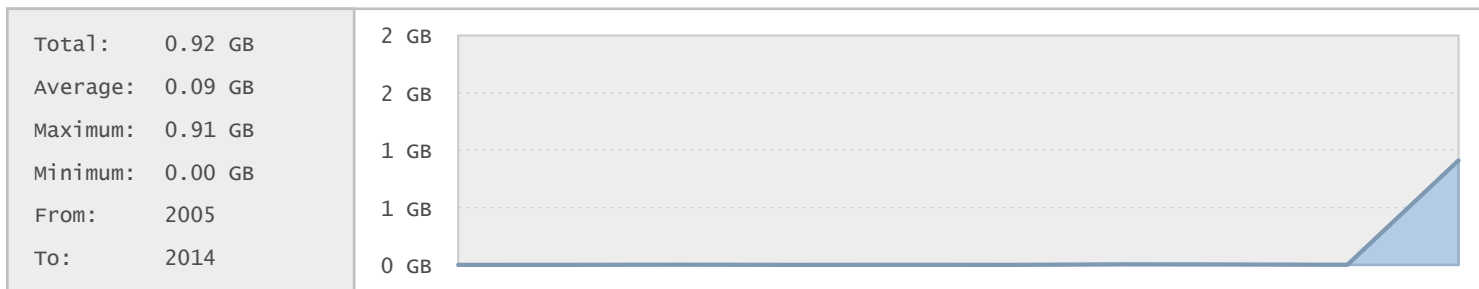 Total: 0.92 GB
Average: 0.09 GB
Maximum: 0.91 GB
Minimum: 0.00 GB
From: 2005
To: 2014
2 GB
2 GB
1 GB
1 GB
0 GB